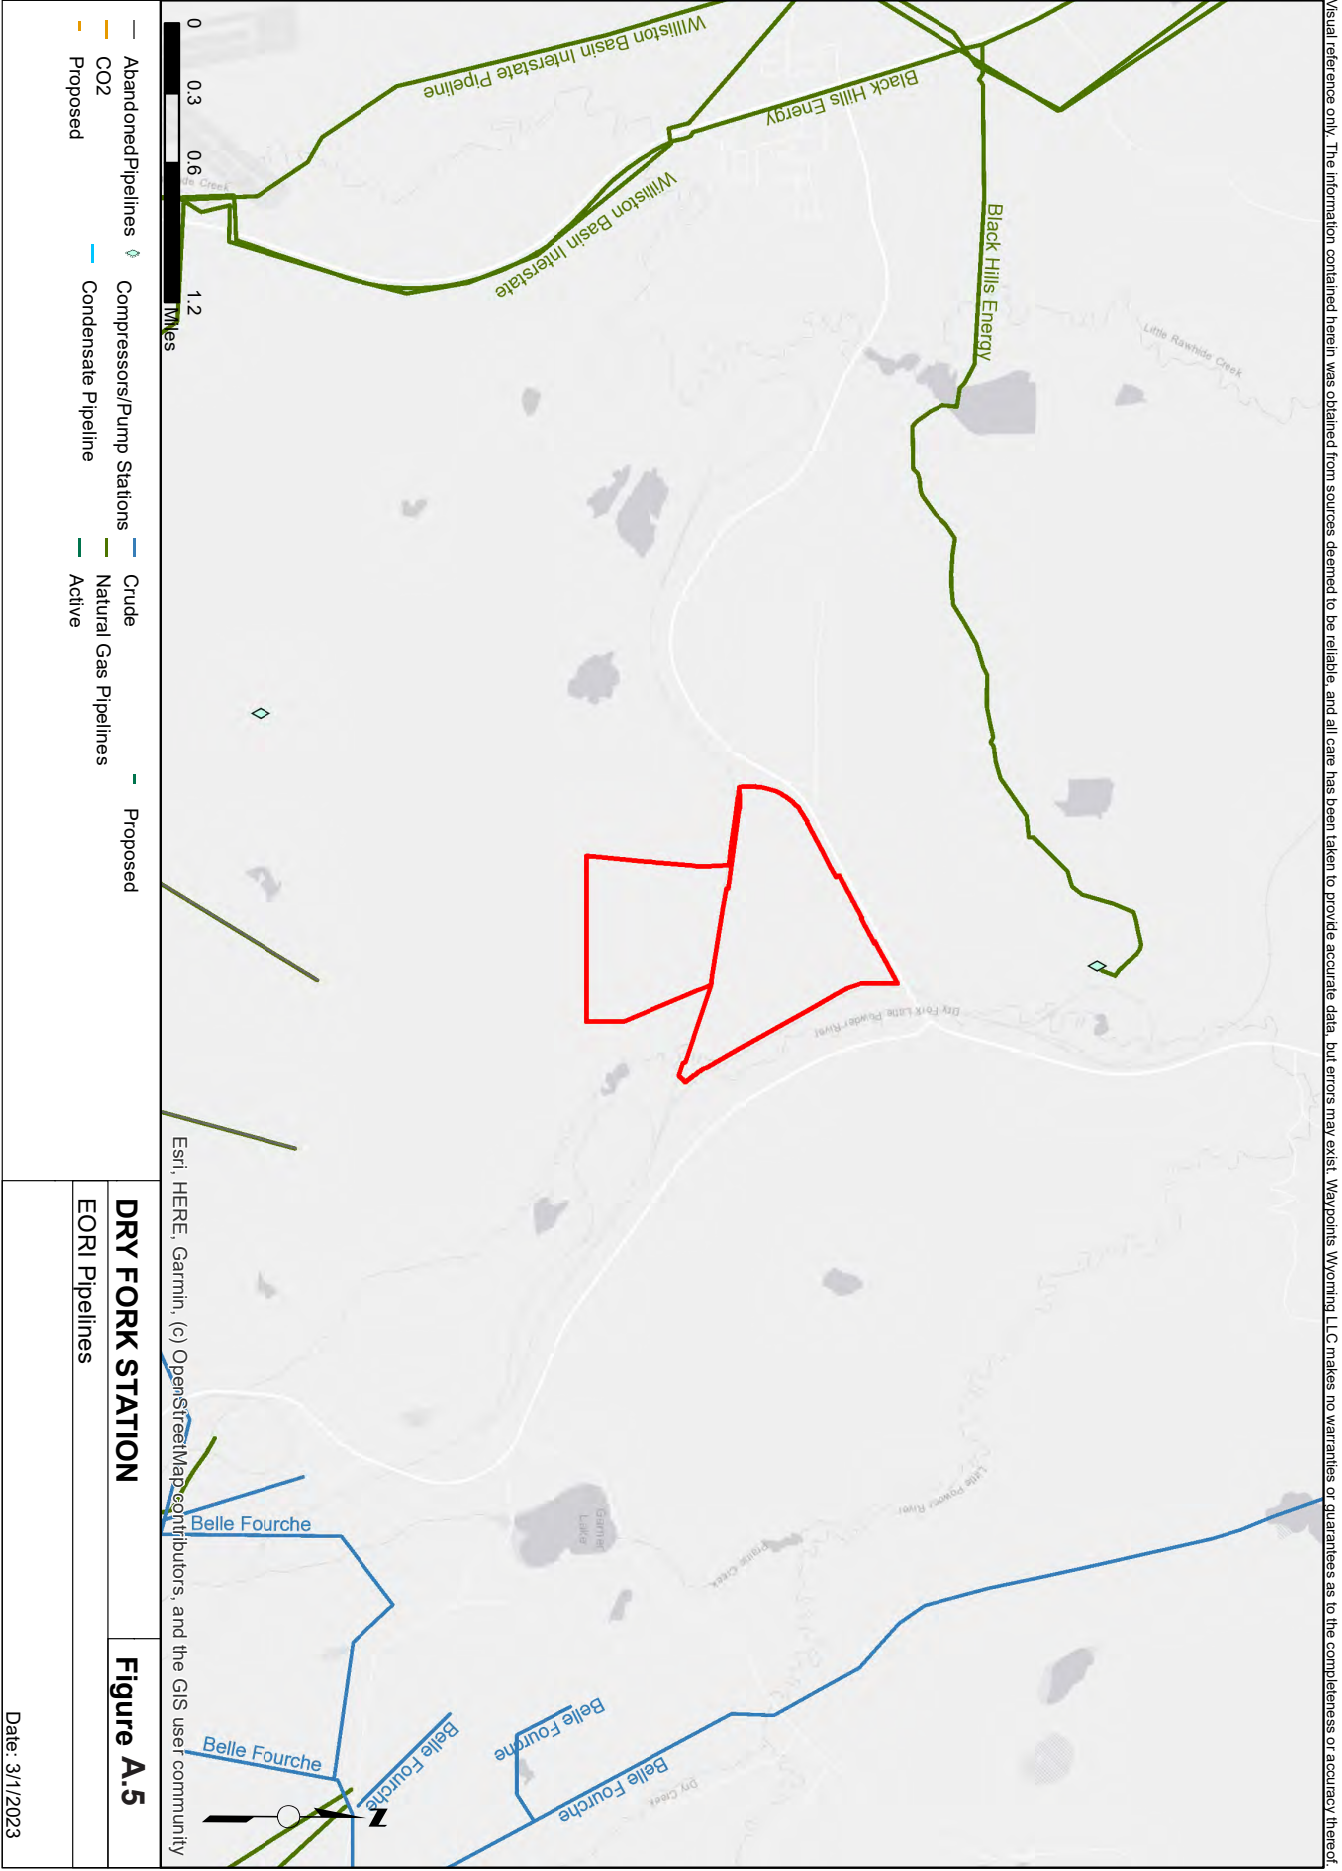 Visual reference only. The information contained herein was obtained from sources deemed to be reliable, and all care has been taken to provide accurate data, but errors may exist. Waypoints Wyoming LLC makes no warranties or guarantees as to the completeness or accuracy thereof.
Little Rawhide Creek
Black Hills Energy
Black Hills Energy
Williston Basin Interstate Pipeline
Williston Basin Interstate
Creek
Dry Fork Little Powder River
Little Powder River
Prairie Creek
Garner
Lake
Dry Creek
Belle Fourche
Belle Fourche
Belle Fourche
Belle Fourche
Belle Fourche
N
0 0.3 0.6 1.2
Miles
Esri, HERE, Garmin, (c) OpenStreetMap contributors, and the GIS user community
AbandonedPipelines
CO2
Proposed
Compressors/Pump Stations
Condensate Pipeline
Crude
Natural Gas Pipelines
Active
Proposed
DRY FORK STATION
Figure A.5
EORI Pipelines
Date: 3/1/2023